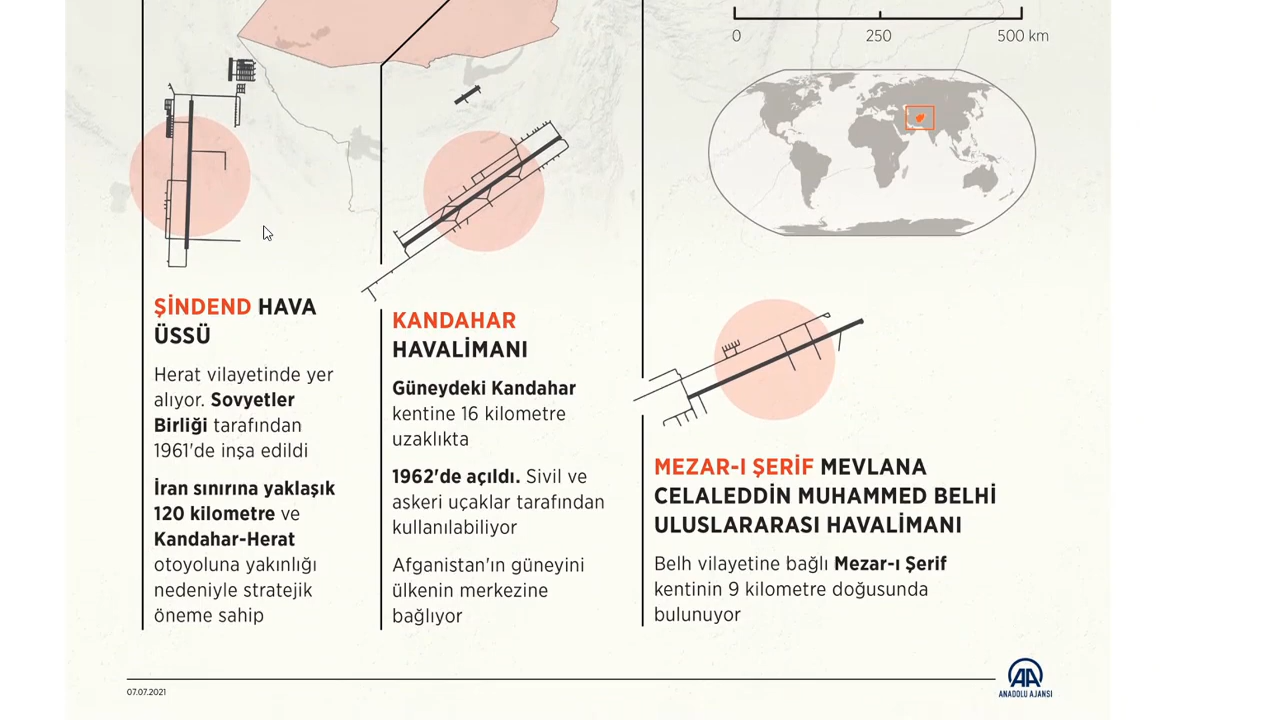 0 250 500 km
ŞİNDEND HAVA
ÜSSÜ
Herat vilayetinde yer
alıyor. Sovyetler
Birliği tarafından
1961'de inşa edildi
İran sınırına yaklaşık
120 kilometre ve
Kandahar-Herat
otoyoluna yakınlığı
nedeniyle stratejik
öneme sahip
KANDAHAR
HAVALİMANI
Güneydeki Kandahar
kentine 16 kilometre
uzaklıkta
1962'de açıldı. Sivil ve
askeri uçaklar tarafından
kullanılabiliyor
Afganistan'ın güneyini
ülkenin merkezine
bağlıyor
MEZAR-I ŞERİF MEVLANA
CELALEDDİN MUHAMMED BELHİ
ULUSLARARASI HAVALİMANI
Belh vilayetine bağlı Mezar-ı Şerif
kentinin 9 kilometre doğusunda
bulunuyor
07.07.2021
AA
ANADOLU AJANSI